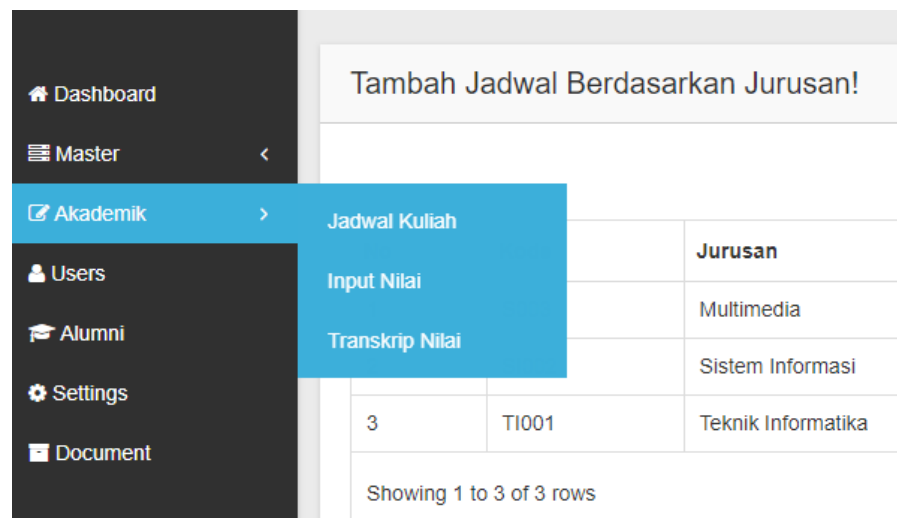 Dashboard
Master
Akademik
Users
Alumni
Settings
Document
Jadwal Kuliah
Input Nilai
Transkrip Nilai
Tambah Jadwal Berdasarkan Jurusan!
Jurusan
Multimedia
Sistem Informasi
3 TI001 Teknik Informatika
Showing 1 to 3 of 3 rows